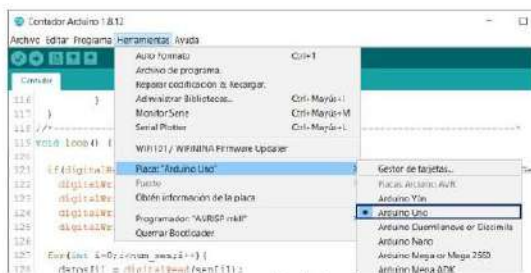 Contador Arduino 1.8.12
Archivo Editar Programa Herramientas Ayuda
Auto Formato Ctrl+T
Archivo de programa.
Reparar codificación & Recargar.
Administrar Bibliotecas... Ctrl+Mayús+I
Monitor Serie Ctrl+Mayús+M
Serial Plotter Ctrl+Mayús+L
WiFi101 / WiFiNINA Firmware Updater
Placa: "Arduino Uno"
Puerto
Obtén información de la placa
Programador: "AVRISP mkII"
Quemar Bootloader
Contador
116 }
117 }
118 /*
119 void loop() {
120
121 if(digitalR
122 digitalWr
123 digitalWr
124 digitalWr
125 digitalWr
126
127 for(int i=0;i<num_sen;i++){
datos[i] = digitalRead(sen[i]);
Gestor de tarjetas...
Placas Arduino AVR
Arduino Yún
Arduino Uno
Arduino Duemilanove or Diecimila
Arduino Nano
Arduino Mega or Mega 2560
Arduino Mega ADK